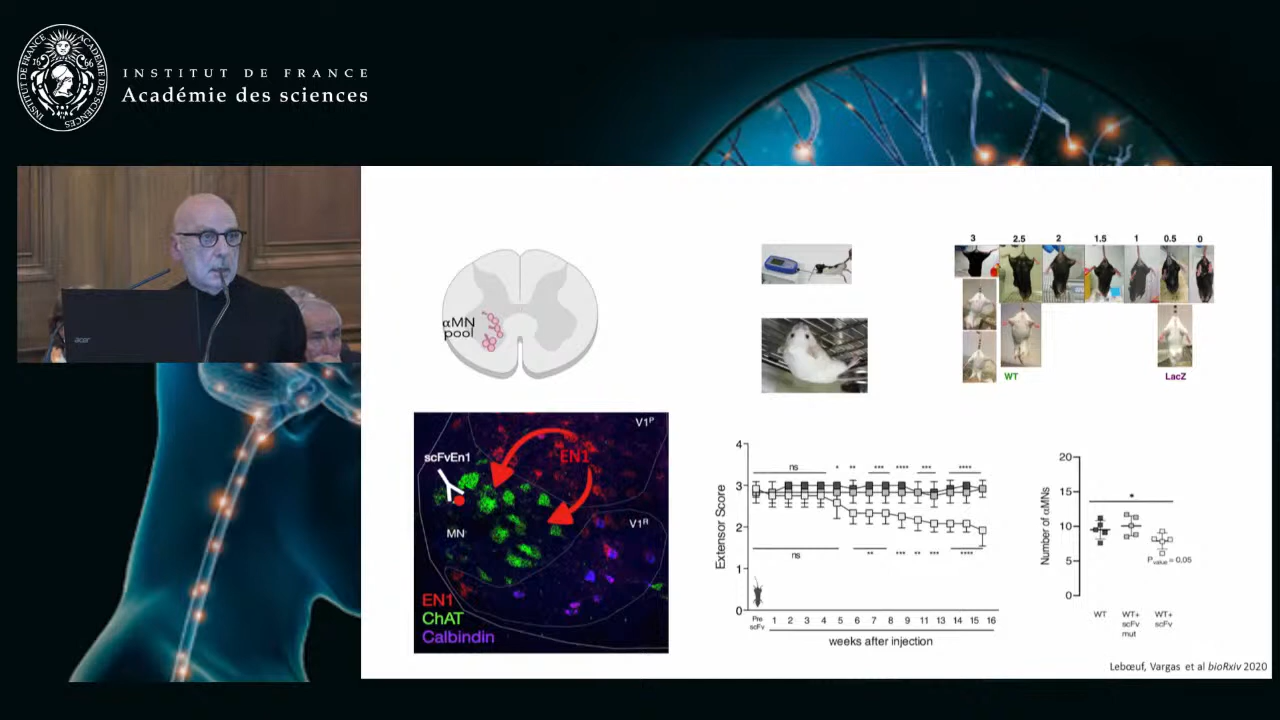 INSTITUT DE FRANCE
Académie des sciences
acer
αMN
pool
3 2.5 2 1.5 1 0.5 0
WT
LacZ
scFvEn1
EN1
V1ᴾ
V1ᴿ
MN
EN1
ChAT
Calbindin
Extensor Score
4
3
2
1
0
ns * ** *** **** *** ****
ns ** *** ** *** ****
Pre
scFv
1 2 3 4 5 6 7 8 9 11 13 14 15 16
weeks after injection
Number of αMNs
20
15
10
5
0
*
Pvalue = 0,05
WT
WT+
scFv
mut
WT+
scFv
Lebœuf, Vargas et al bioRxiv 2020